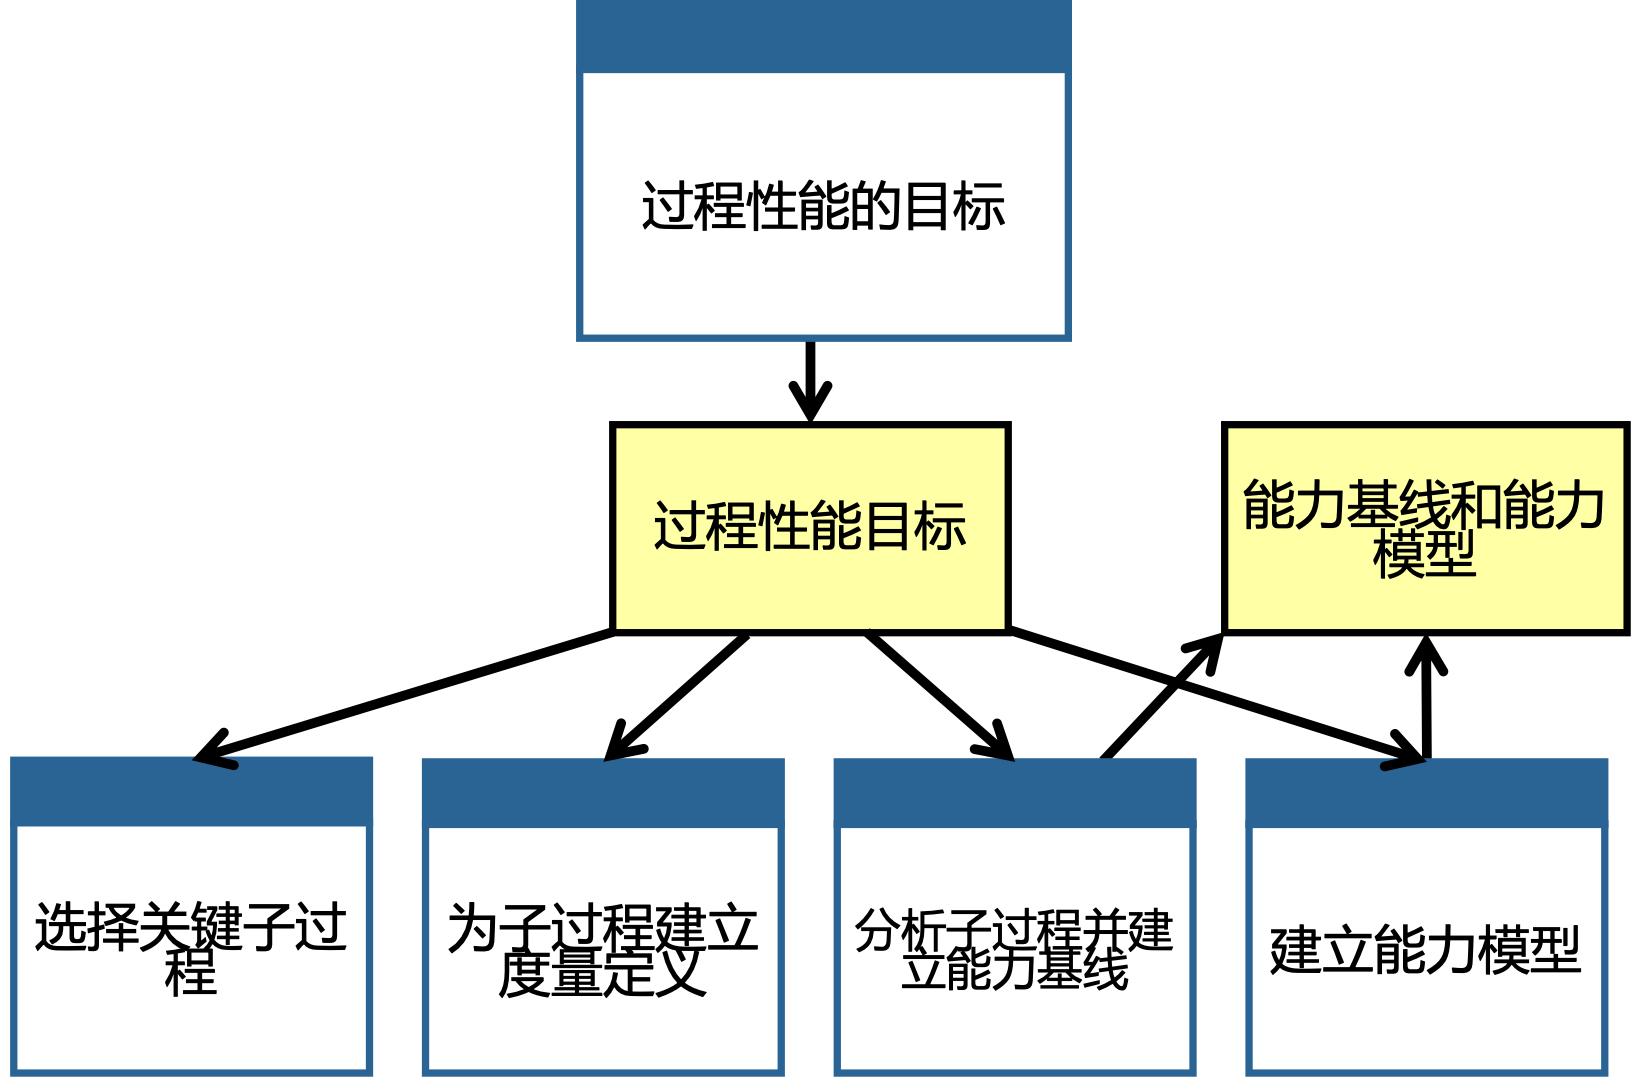 过程性能的目标
过程性能目标
能力基线和能力
模型
选择关键子过
程
为子过程建立
度量定义
分析子过程并建
立能力基线
建立能力模型